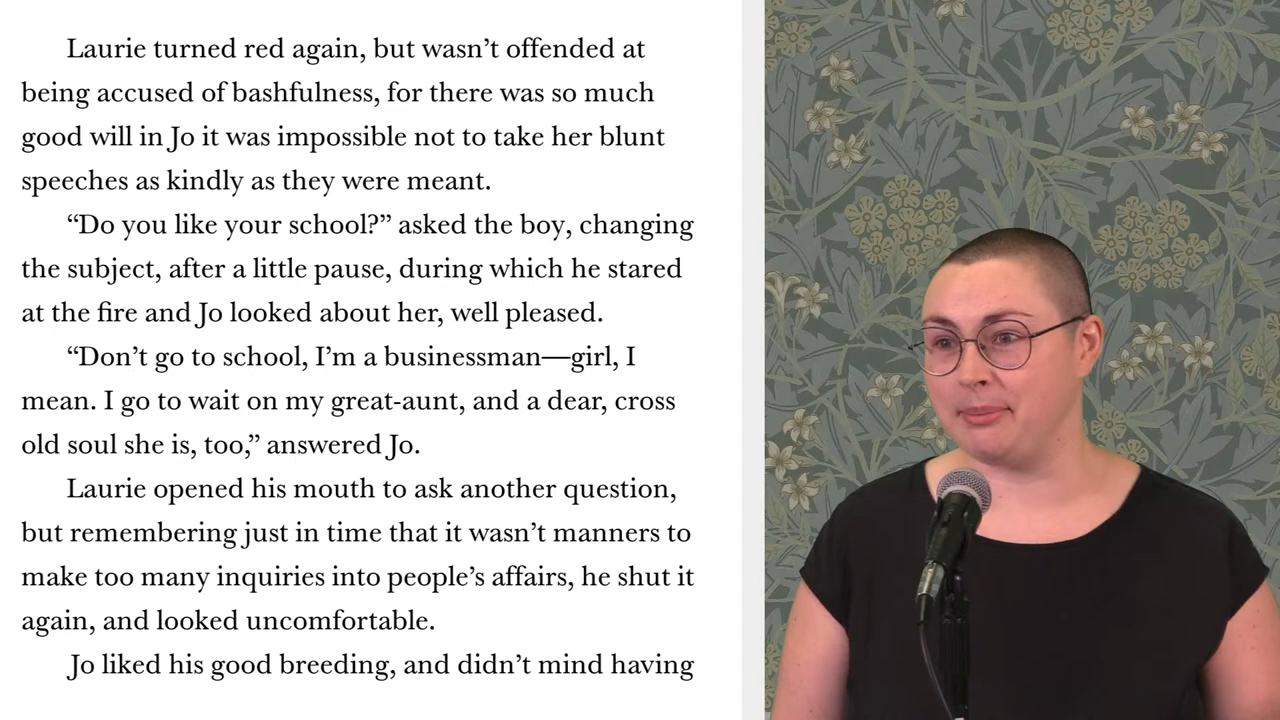 Laurie turned red again, but wasn’t offended at
being accused of bashfulness, for there was so much
good will in Jo it was impossible not to take her blunt
speeches as kindly as they were meant.
“Do you like your school?” asked the boy, changing
the subject, after a little pause, during which he stared
at the fire and Jo looked about her, well pleased.
“Don’t go to school, I’m a businessman—girl, I
mean. I go to wait on my great-aunt, and a dear, cross
old soul she is, too,” answered Jo.
Laurie opened his mouth to ask another question,
but remembering just in time that it wasn’t manners to
make too many inquiries into people’s affairs, he shut it
again, and looked uncomfortable.
Jo liked his good breeding, and didn’t mind having